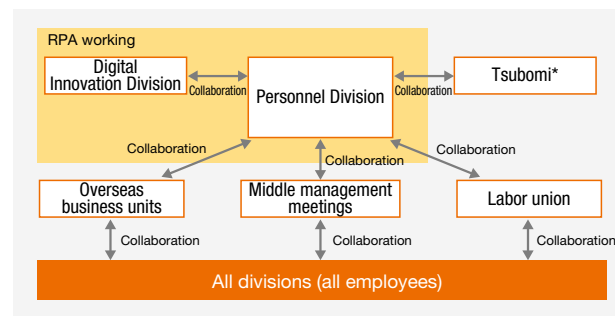 RPA working
Digital
Innovation Division
Collaboration
Personnel Division
Collaboration
Tsubomi*
Collaboration
Collaboration
Collaboration
Overseas
business units
Middle management
meetings
Labor union
Collaboration
Collaboration
Collaboration
All divisions (all employees)